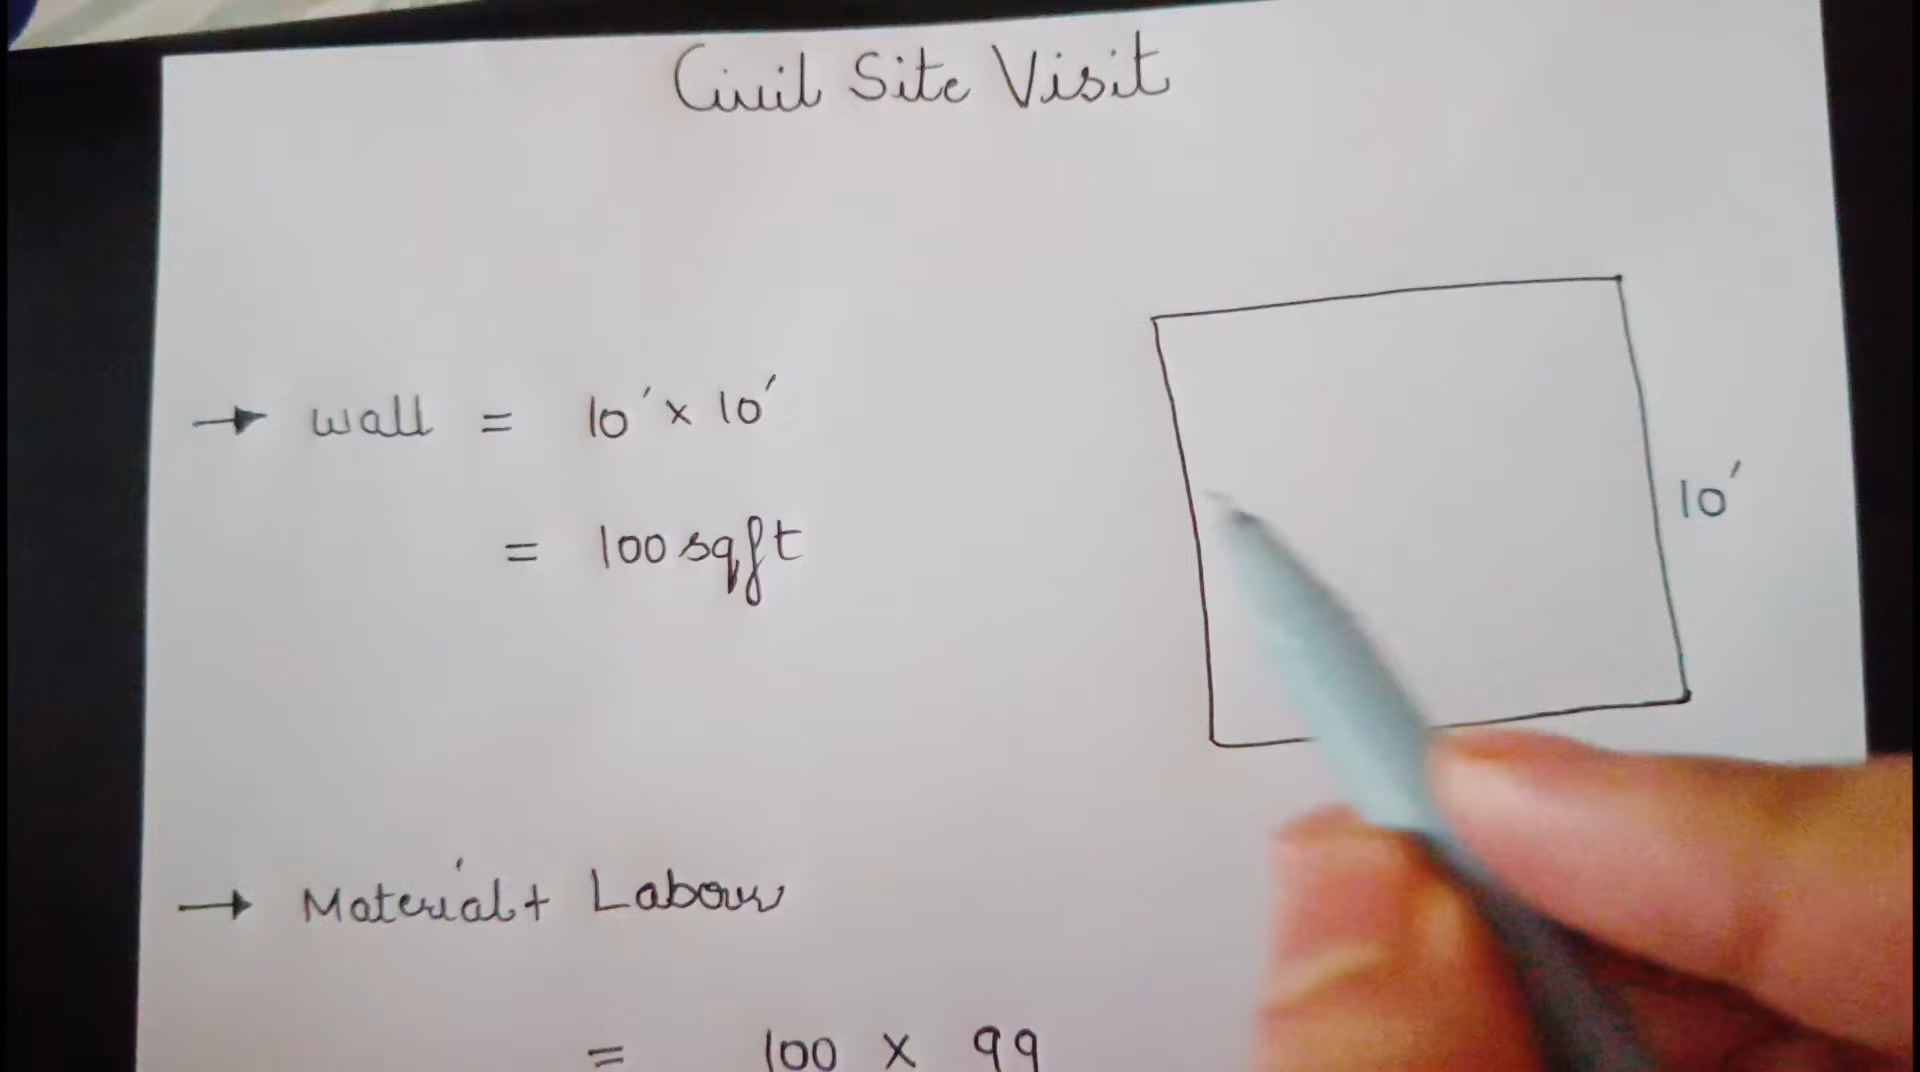 Civil Site Visit
→ Wall = 10' x 10'
= 100 sqft
10'
→ Material + Labour
= 100 x 99